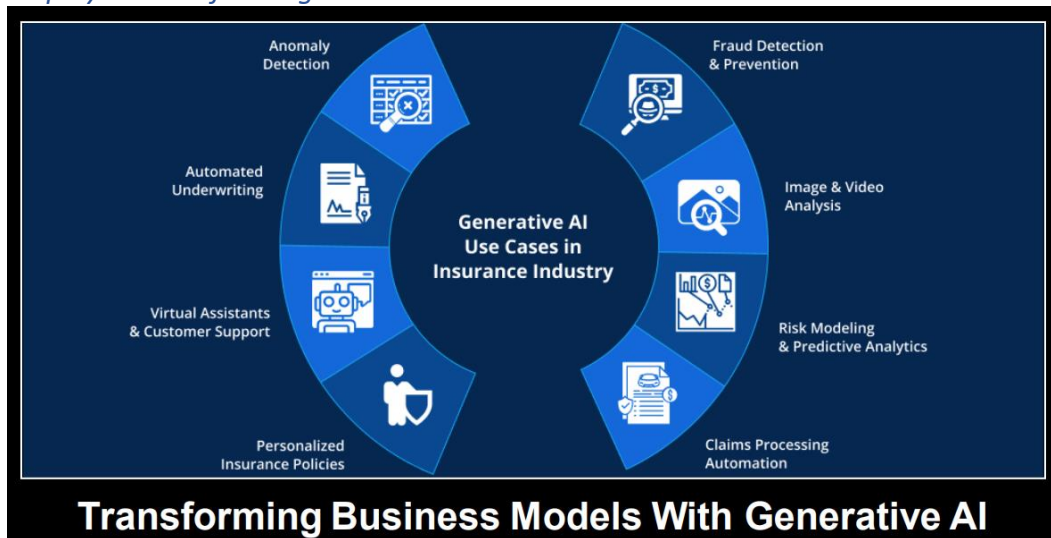 Anomaly
Detection
Automated
Underwriting
Virtual Assistants
& Customer Support
Personalized
Insurance Policies
Generative AI
Use Cases in
Insurance Industry
Fraud Detection
& Prevention
Image & Video
Analysis
Risk Modeling
& Predictive Analytics
Claims Processing
Automation
Transforming Business Models With Generative AI